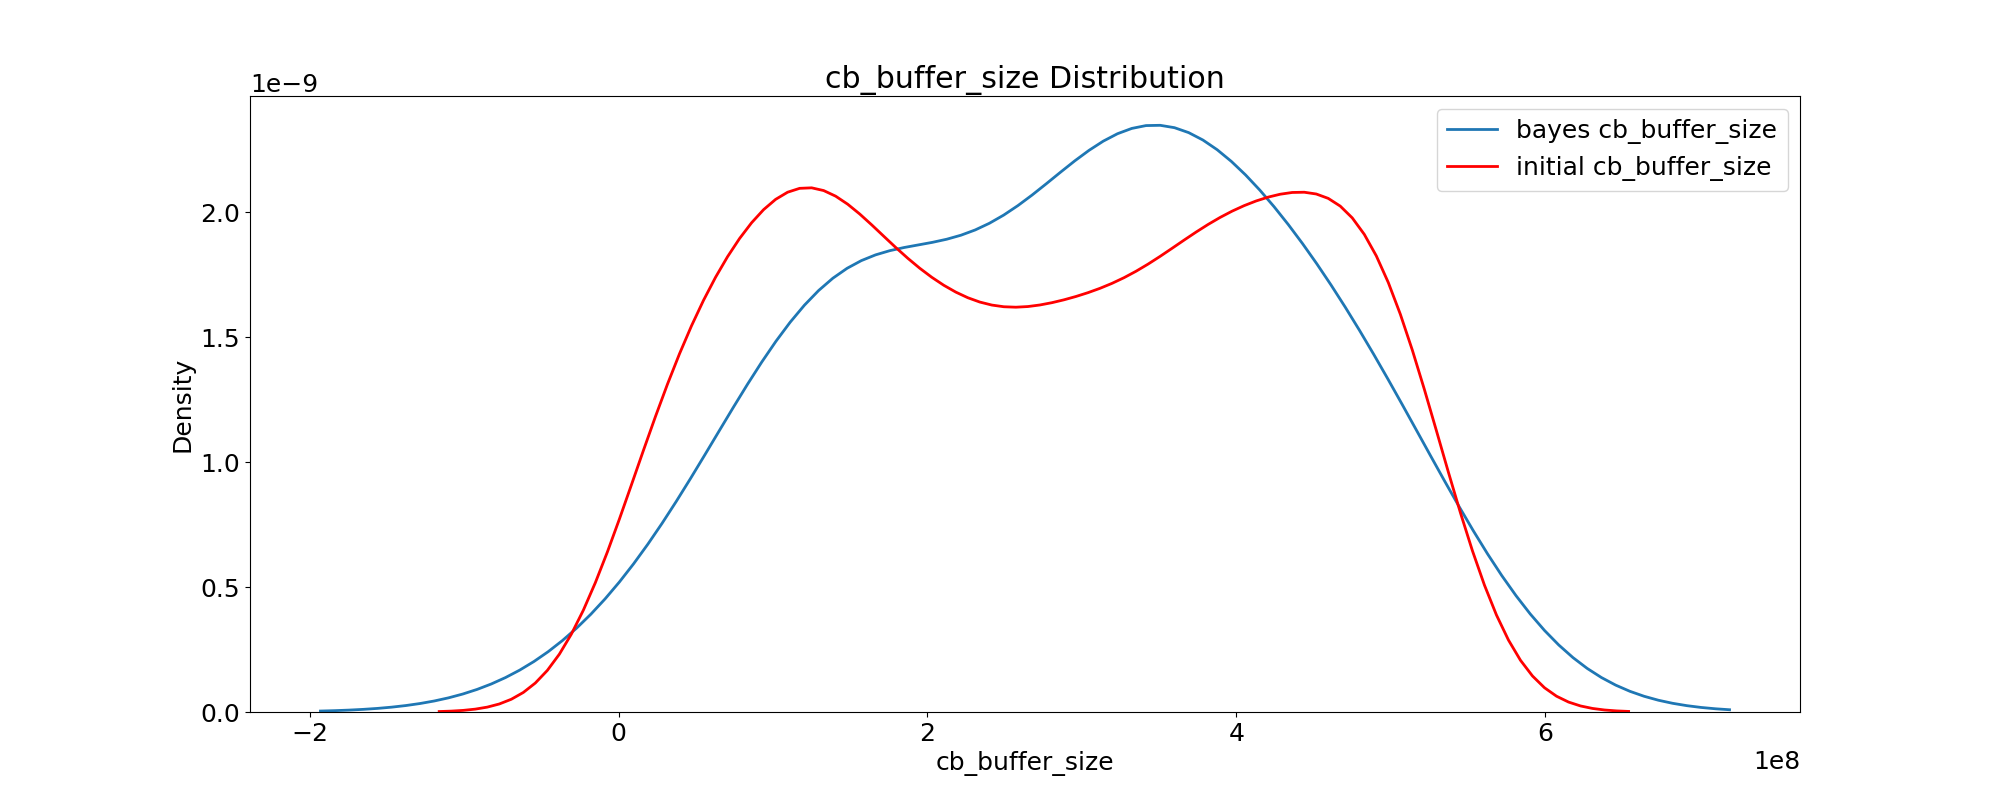 cb_buffer_size Distribution
1e−9
bayes cb_buffer_size
initial cb_buffer_size
2.0
1.5
1.0
0.5
0.0
Density
−2
0
2
4
6
cb_buffer_size
1e8